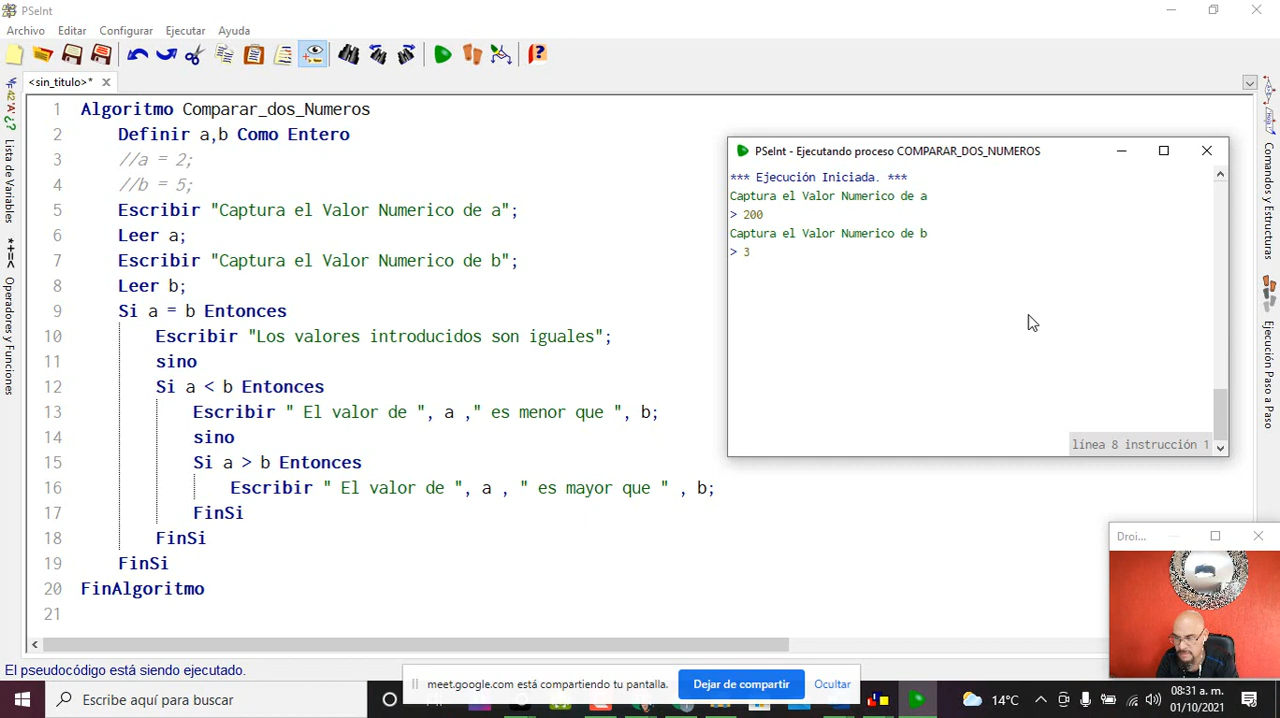 PSeInt
Archivo Editar Configurar Ejecutar Ayuda
<sin_titulo>*
1 Algoritmo Comparar_dos_Numeros
2 Definir a,b Como Entero
3 //a = 2;
4 //b = 5;
5 Escribir "Captura el Valor Numerico de a";
6 Leer a;
7 Escribir "Captura el Valor Numerico de b";
8 Leer b;
9 Si a = b Entonces
10 Escribir "Los valores introducidos son iguales";
11 sino
12 Si a < b Entonces
13 Escribir " El valor de ", a ," es menor que ", b;
14 sino
15 Si a > b Entonces
16 Escribir " El valor de ", a , " es mayor que " , b;
17 FinSi
18 FinSi
19 FinSi
20 FinAlgoritmo
21
Lista de Variables
*+=<
Operadores y Funciones
PSeInt - Ejecutando proceso COMPARAR_DOS_NUMEROS
*** Ejecución Iniciada. ***
Captura el Valor Numerico de a
> 200
Captura el Valor Numerico de b
> 3
línea 8 instrucción 1
Comandos y Estructuras
Ejecución Paso a Paso
Droi...
El pseudocódigo está siendo ejecutado.
meet.google.com está compartiendo tu pantalla.
Dejar de compartir
Ocultar
Escribe aquí para buscar
14°C
08:31 a. m.
01/10/2021